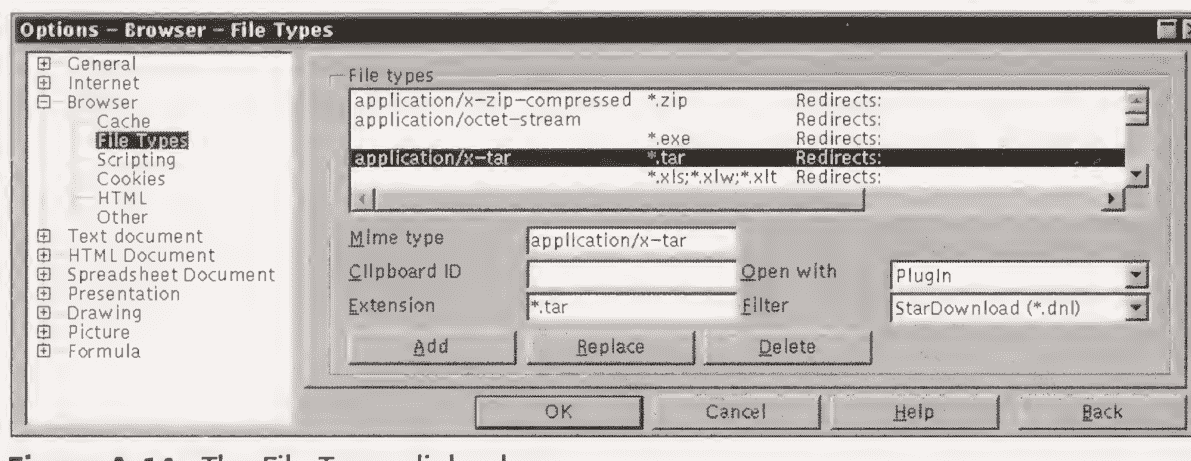 Options – Browser – File Types
General
Internet
Browser
Cache
File Types
Scripting
Cookies
HTML
Other
Text document
HTML Document
Spreadsheet Document
Presentation
Drawing
Picture
Formula
File types
application/x-zip-compressed *.zip Redirects:
application/octet-stream Redirects:
*.exe Redirects:
application/x-tar *.tar Redirects:
*.xls;*.xlw;*.xlt Redirects:
Mime type application/x-tar
Clipboard ID Open with PlugIn
Extension *.tar Filter StarDownload (*.dnl)
Add Replace Delete
OK Cancel Help Back